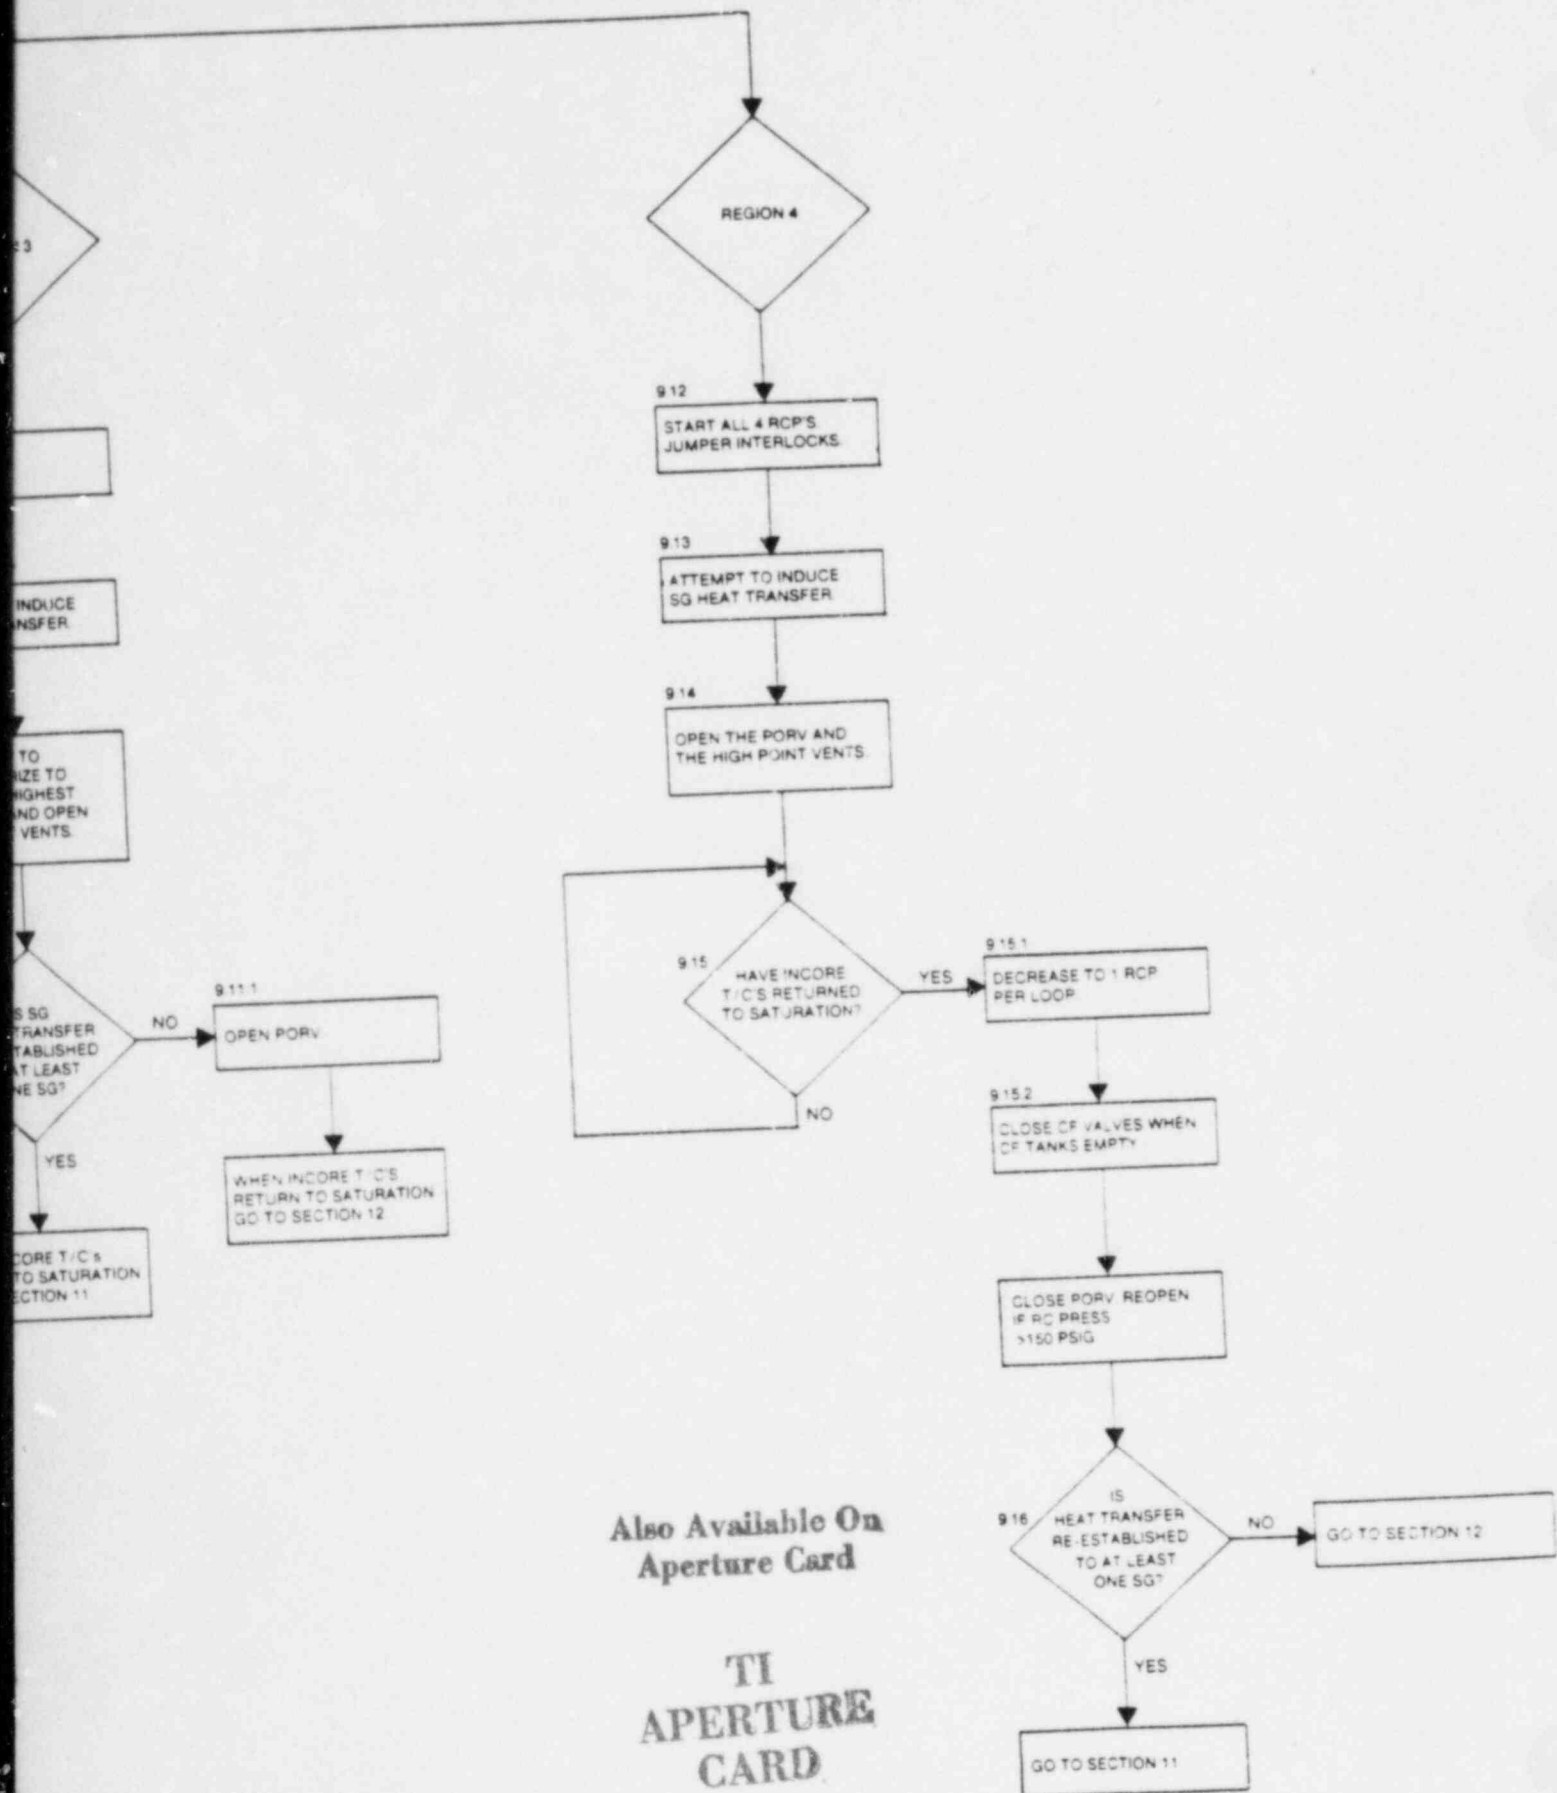 REGION 4
9.12
START ALL 4 RCP'S.
JUMPER INTERLOCKS.
9.13
ATTEMPT TO INDUCE
SG HEAT TRANSFER.
9.14
OPEN THE PORV AND
THE HIGH POINT VENTS.
9.15
HAVE INCORE
T/C'S RETURNED
TO SATURATION?
YES
NO
9.15.1
DECREASE TO 1 RCP
PER LOOP
9.15.2
CLOSE CF VALVES WHEN
CF TANKS EMPTY
CLOSE PORV. REOPEN
IF RC PRESS
>150 PSIG
9.16
IS
HEAT TRANSFER
RE-ESTABLISHED
TO AT LEAST
ONE SG?
NO
GO TO SECTION 12
YES
GO TO SECTION 11
3
INDUCE
NSFER.
TO
RIZE TO
HIGHEST
AND OPEN
VENTS.
S SG
TRANSFER
TABLISHED
AT LEAST
NE SG?
NO
9.11.1
OPEN PORV
WHEN INCORE T/C'S
RETURN TO SATURATION
GO TO SECTION 12
YES
CORE T/C's
TO SATURATION
ECTION 11
Also Available On
Aperture Card
TI
APERTURE
CARD